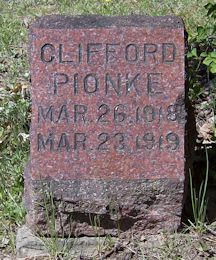 CLIFFORD
PIONKE
MAR. 26. 1918
MAR. 23. 1919